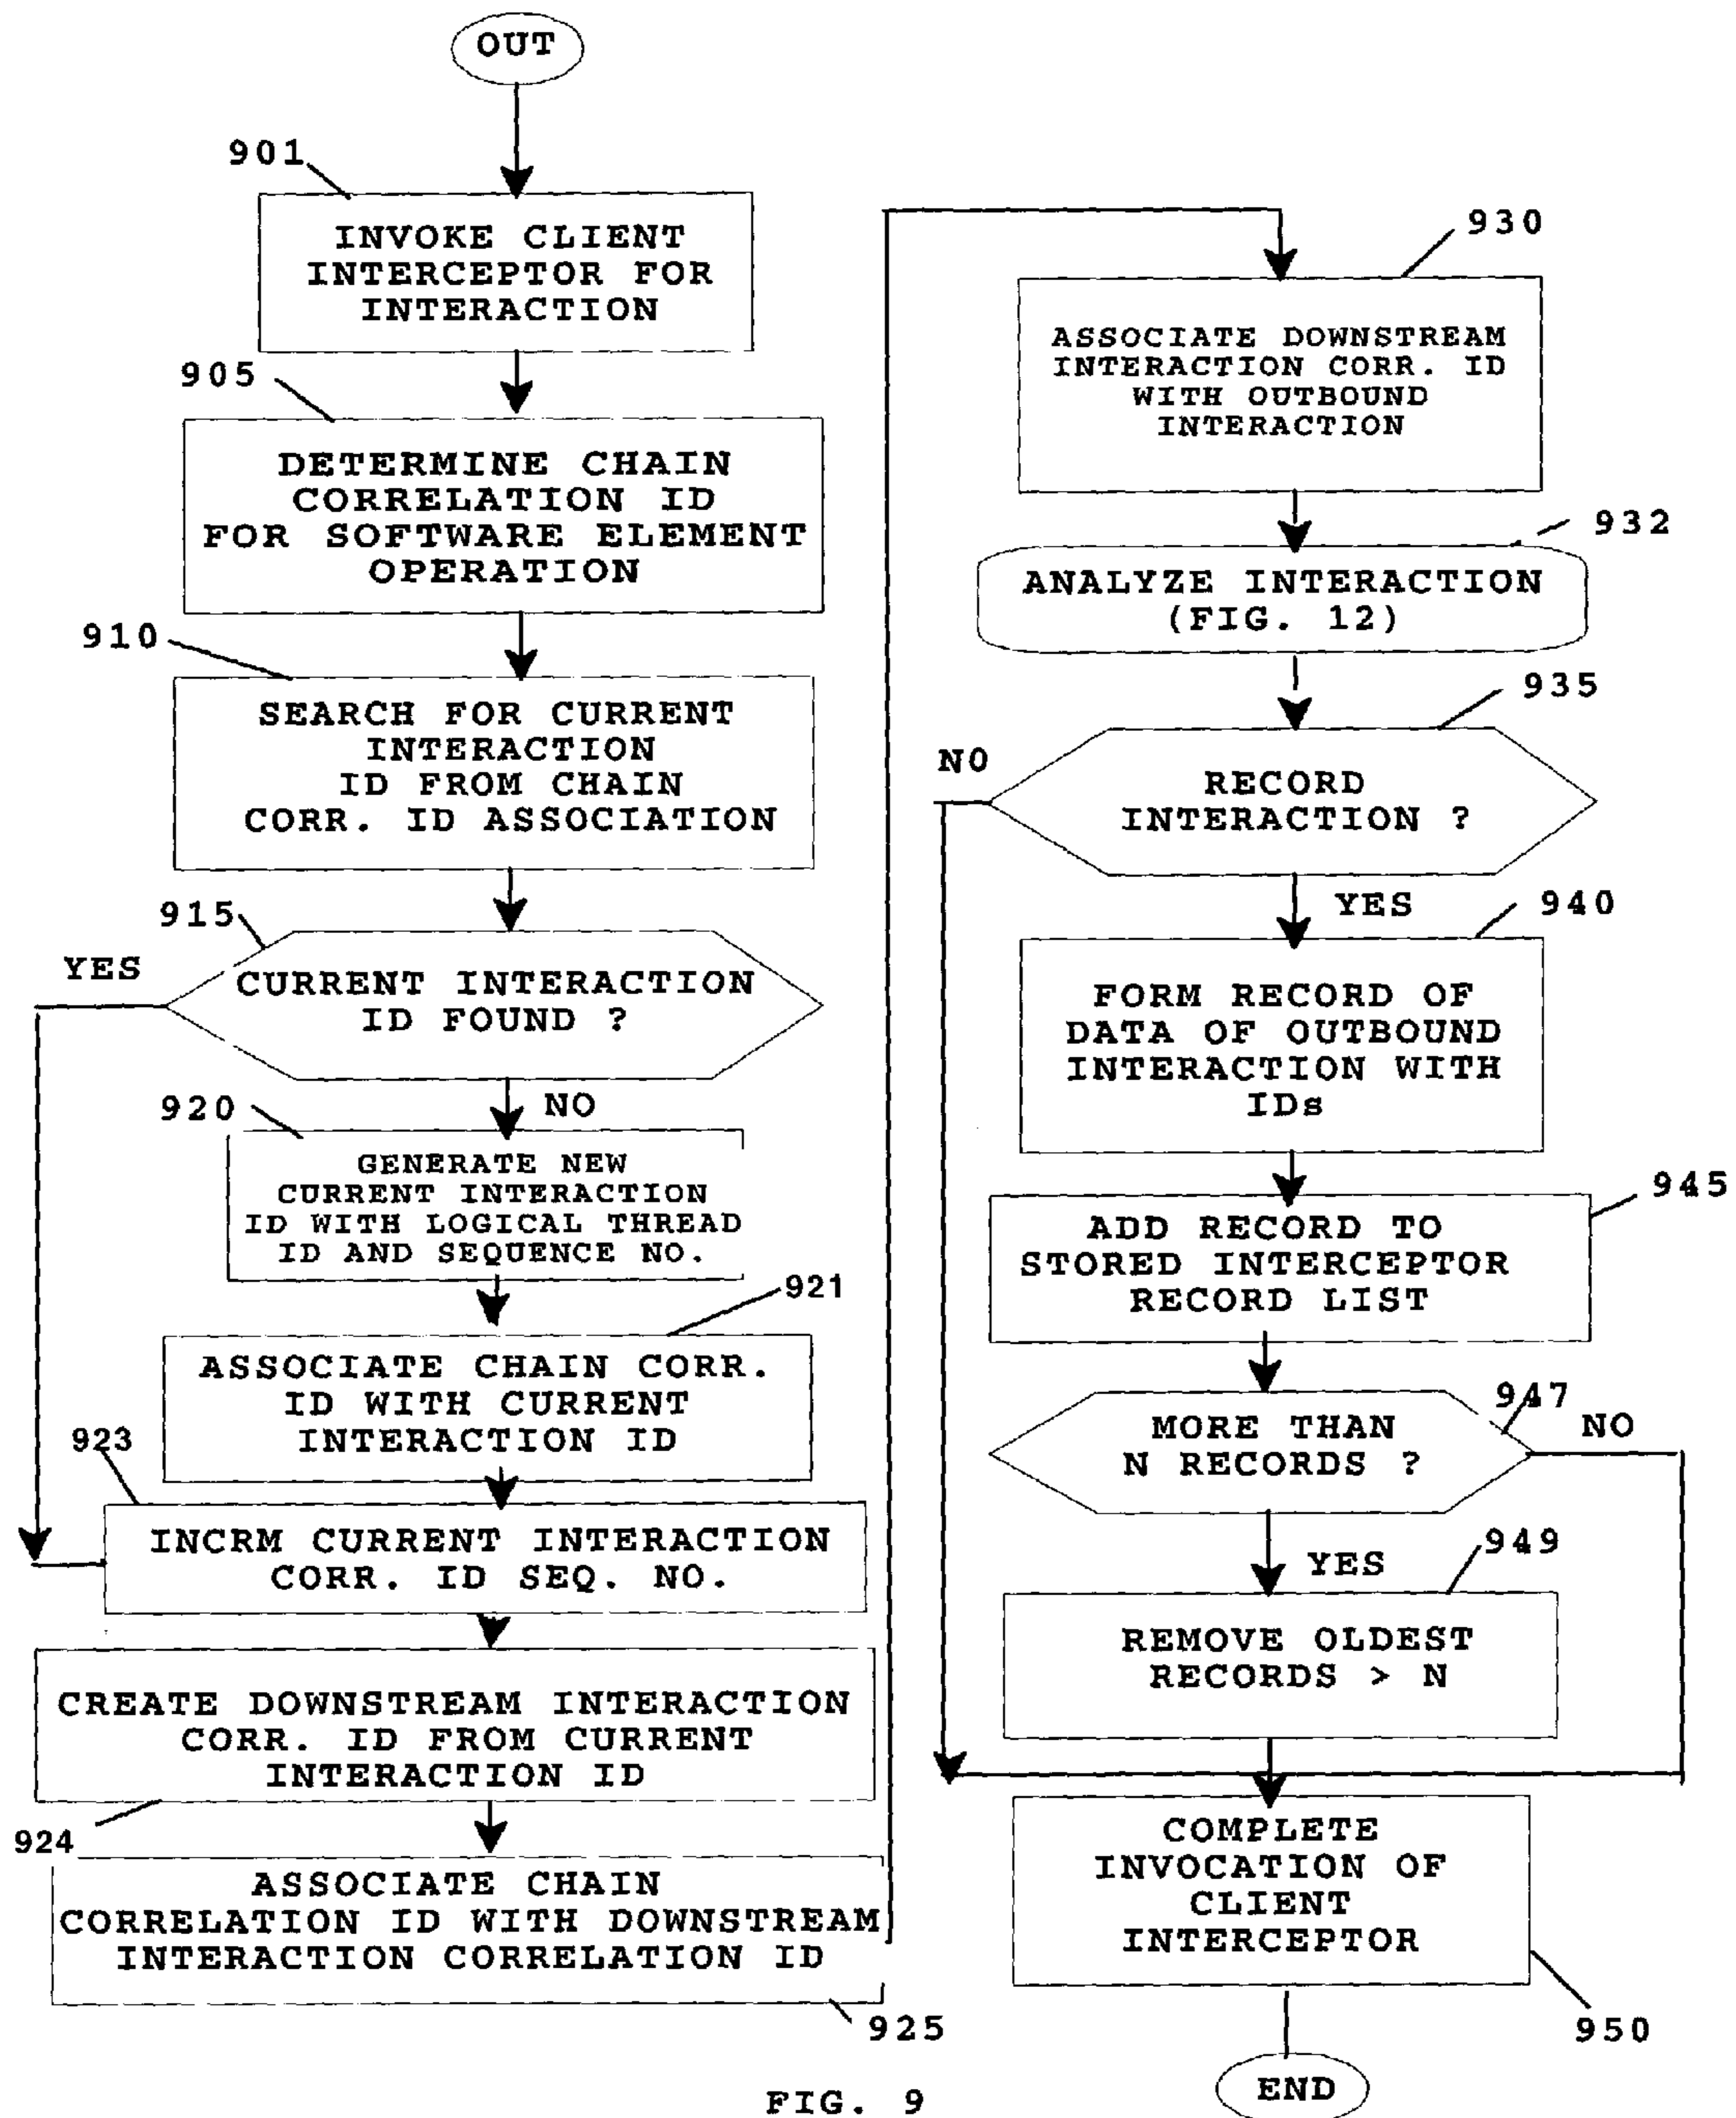 OUT
901
INVOKE CLIENT
INTERCEPTOR FOR
INTERACTION
905
DETERMINE CHAIN
CORRELATION ID
FOR SOFTWARE ELEMENT
OPERATION
910
SEARCH FOR CURRENT
INTERACTION
ID FROM CHAIN
CORR. ID ASSOCIATION
915
YES
CURRENT INTERACTION
ID FOUND ?
NO
920
GENERATE NEW
CURRENT INTERACTION
ID WITH LOGICAL THREAD
ID AND SEQUENCE NO.
921
ASSOCIATE CHAIN CORR.
ID WITH CURRENT
INTERACTION ID
923
INCRM CURRENT INTERACTION
CORR. ID SEQ. NO.
CREATE DOWNSTREAM INTERACTION
CORR. ID FROM CURRENT
INTERACTION ID
924
ASSOCIATE CHAIN
CORRELATION ID WITH DOWNSTREAM
INTERACTION CORRELATION ID
925
930
ASSOCIATE DOWNSTREAM
INTERACTION CORR. ID
WITH OUTBOUND
INTERACTION
932
ANALYZE INTERACTION
(FIG. 12)
935
NO
RECORD
INTERACTION ?
YES
940
FORM RECORD OF
DATA OF OUTBOUND
INTERACTION WITH
IDs
945
ADD RECORD TO
STORED INTERCEPTOR
RECORD LIST
947
NO
MORE THAN
N RECORDS ?
YES
949
REMOVE OLDEST
RECORDS > N
COMPLETE
INVOCATION OF
CLIENT
INTERCEPTOR
950
END
FIG. 9